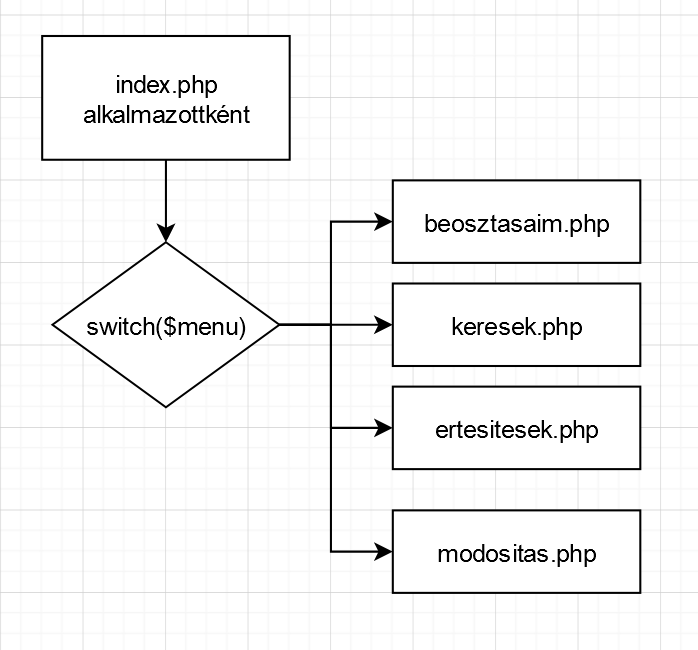 index.php
alkalmazottként
switch($menu)
beosztasaim.php
keresek.php
ertesitesek.php
modositas.php